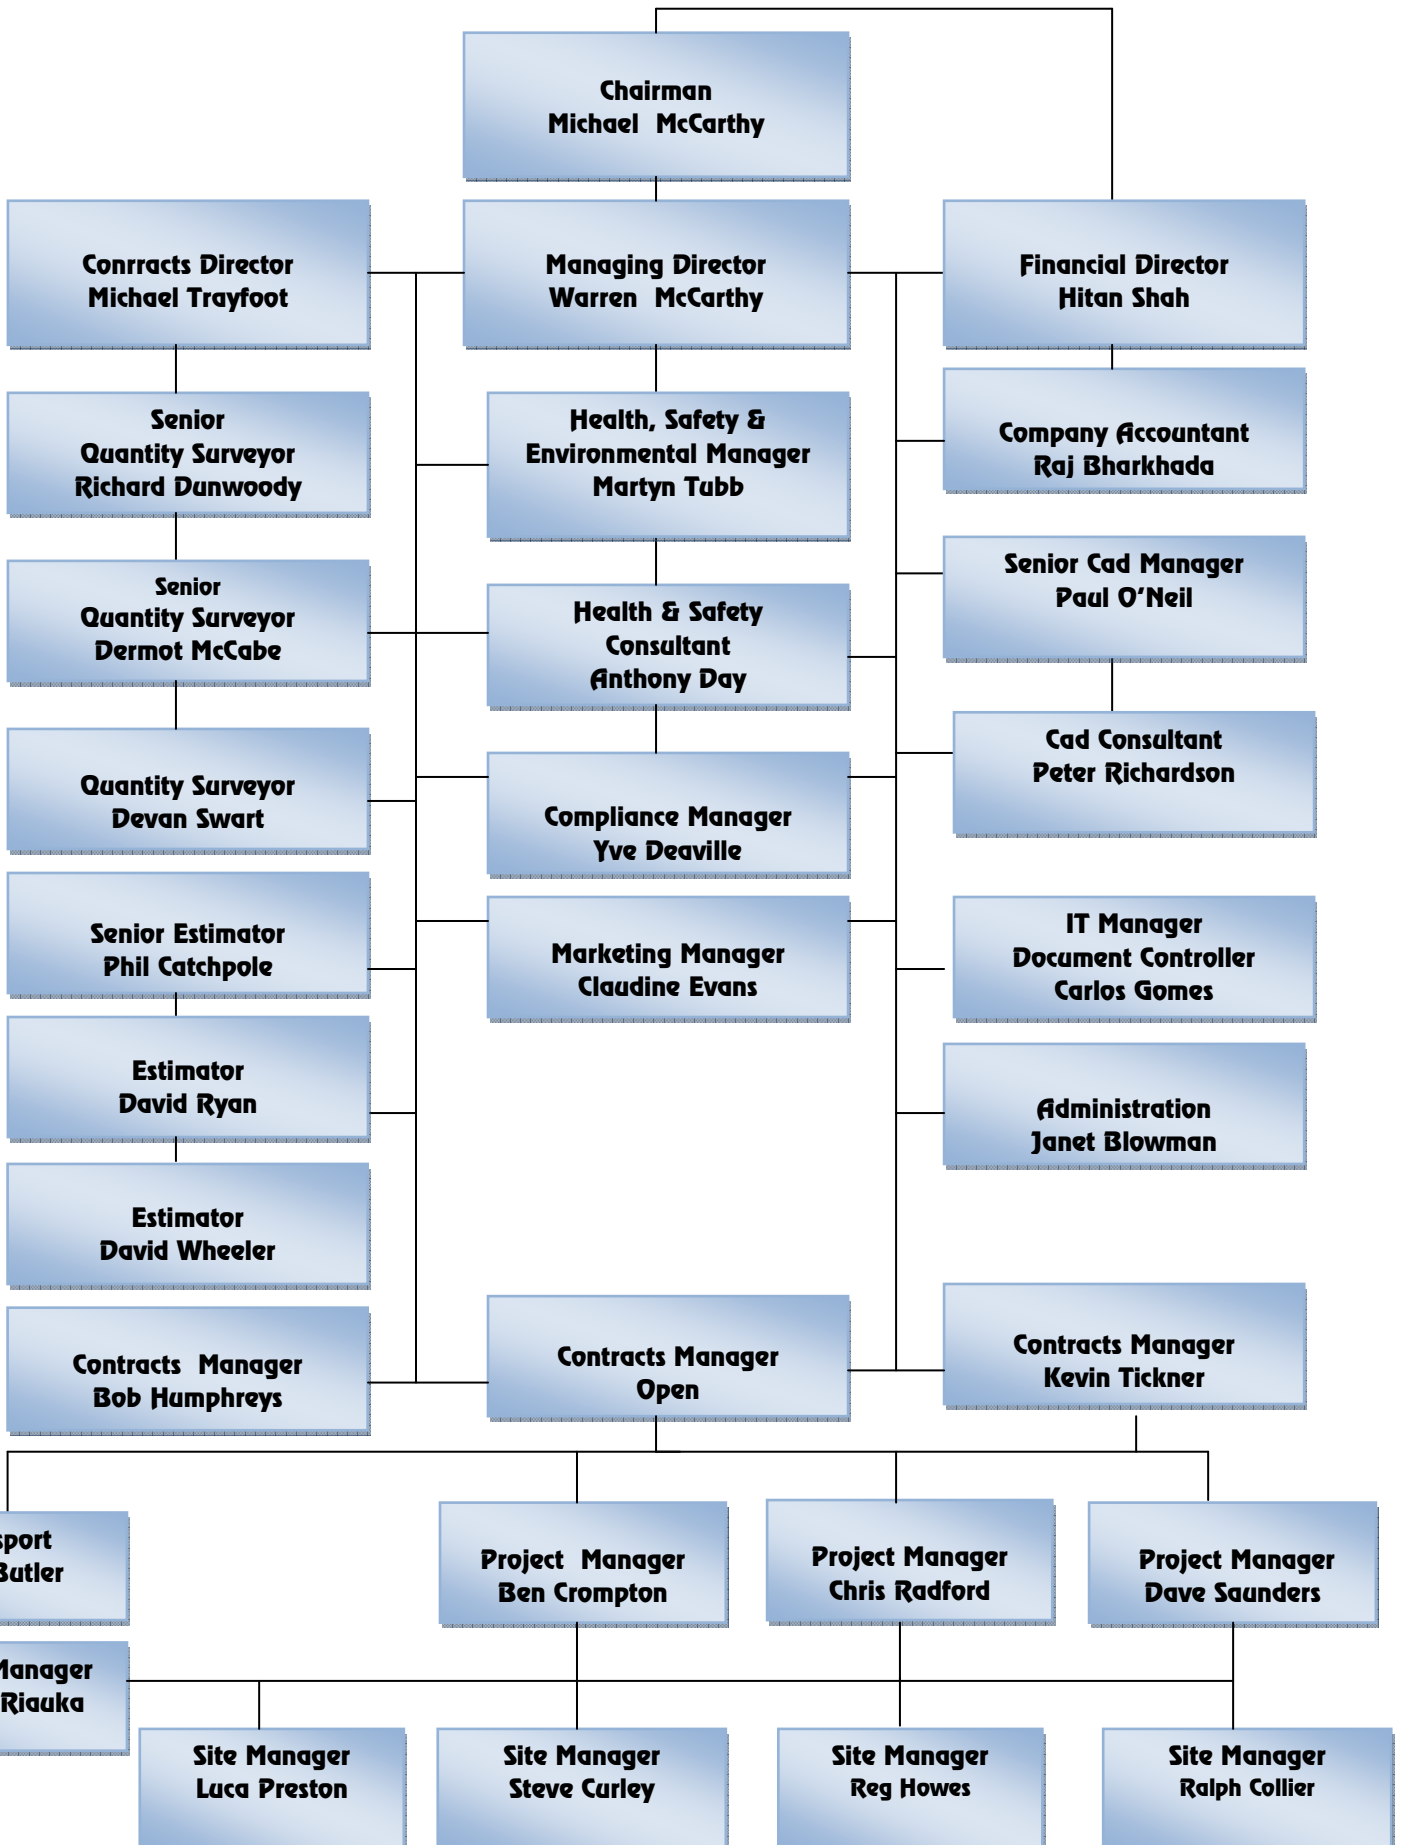 Chairman
Michael McCarthy
Conrracts Director
Michael Trayfoot
Managing Director
Warren McCarthy
Financial Director
Hitan Shah
Senior
Quantity Surveyor
Richard Dunwoody
Health, Safety &
Environmental Manager
Martyn Tubb
Company Accountant
Raj Bharkhada
Senior
Quantity Surveyor
Dermot McCabe
Health & Safety
Consultant
Anthony Day
Senior Cad Manager
Paul O'Neil
Quantity Surveyor
Devan Swart
Compliance Manager
Yve Deaville
Cad Consultant
Peter Richardson
Senior Estimator
Phil Catchpole
Marketing Manager
Claudine Evans
IT Manager
Document Controller
Carlos Gomes
Estimator
David Ryan
Administration
Janet Blowman
Estimator
David Wheeler
Contracts Manager
Bob Humphreys
Contracts Manager
Open
Contracts Manager
Kevin Tickner
sport
Butler
Project Manager
Ben Crompton
Project Manager
Chris Radford
Project Manager
Dave Saunders
Manager
Riauka
Site Manager
Luca Preston
Site Manager
Steve Curley
Site Manager
Reg Howes
Site Manager
Ralph Collier